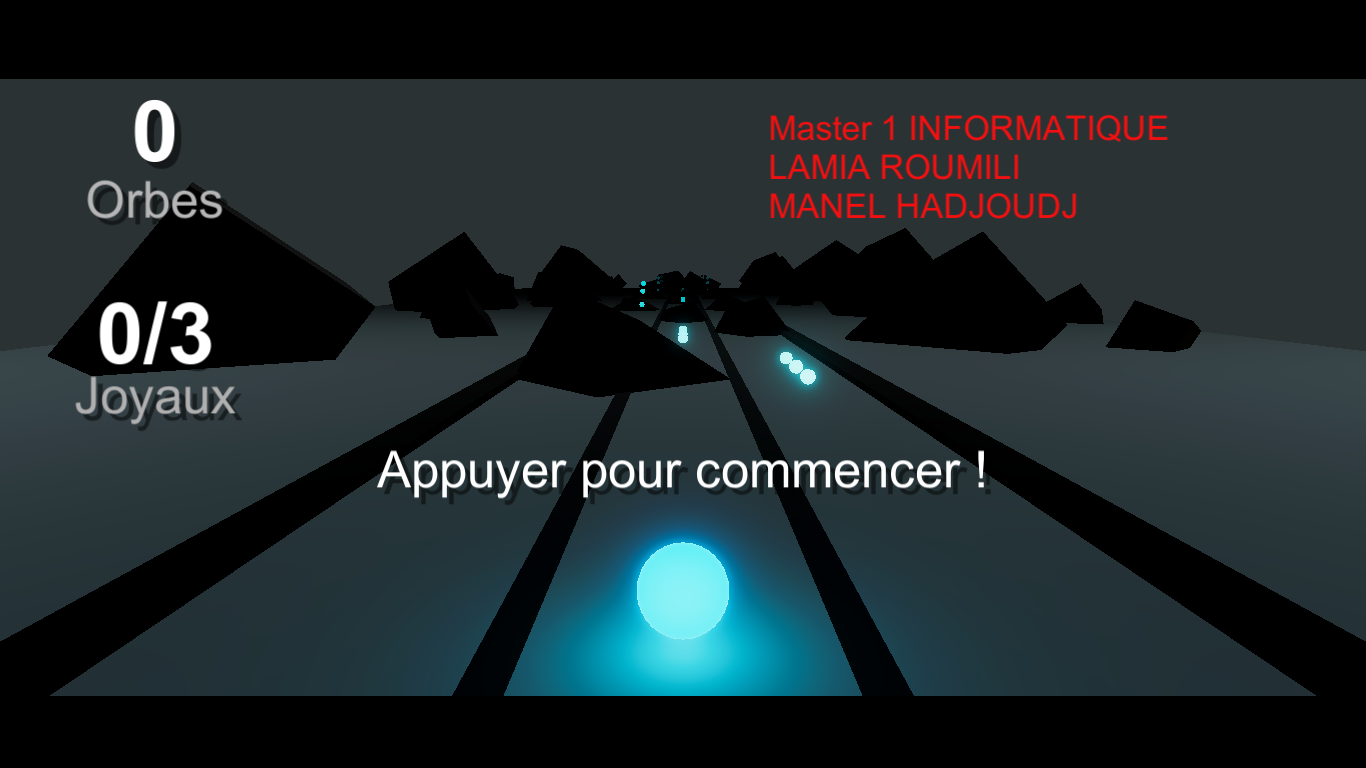 0
Orbes
0/3
Joyaux
Master 1 INFORMATIQUE
LAMIA ROUMILI
MANEL HADJOUDJ
Appuyer pour commencer !